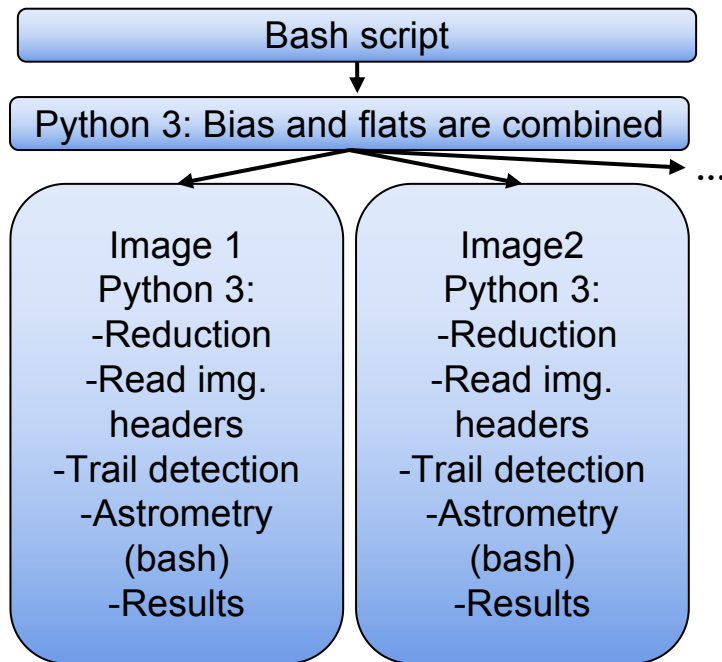 Bash script
Python 3: Bias and flats are combined
...
Image 1
Python 3:
-Reduction
-Read img.
headers
-Trail detection
-Astrometry
(bash)
-Results
Image2
Python 3:
-Reduction
-Read img.
headers
-Trail detection
-Astrometry
(bash)
-Results